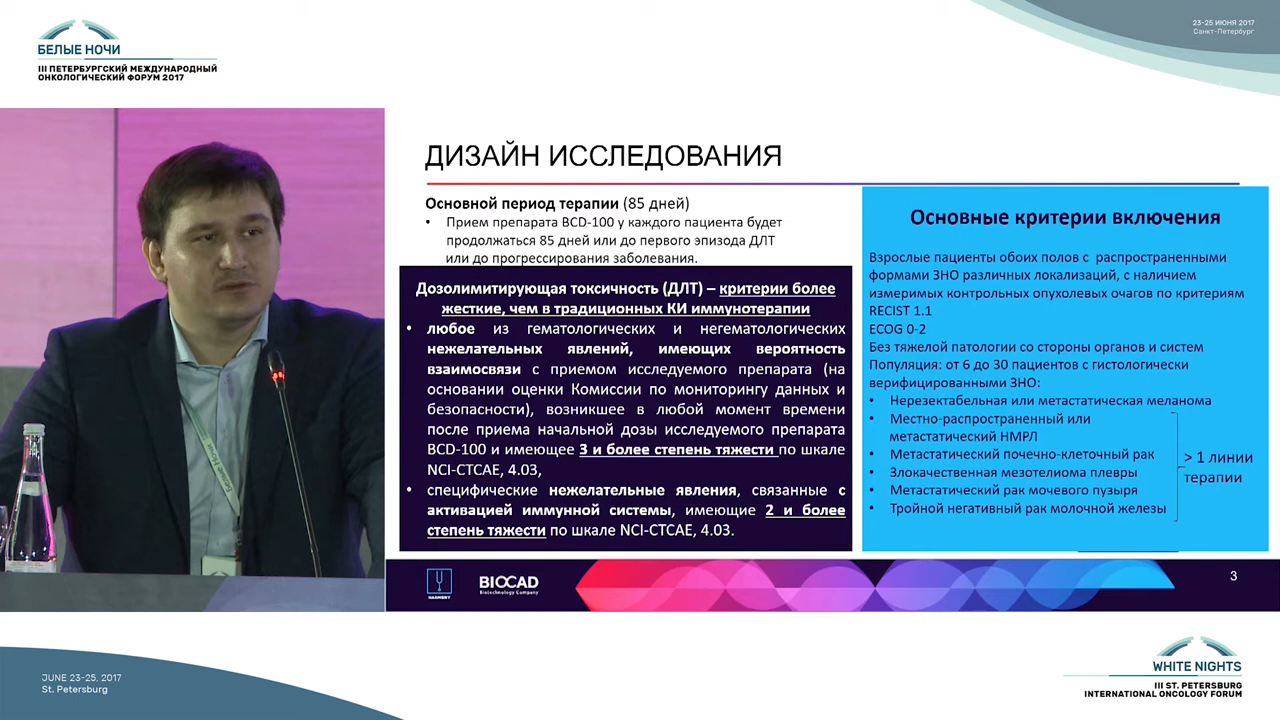 БЕЛЫЕ НОЧИ
III ПЕТЕРБУРГСКИЙ МЕЖДУНАРОДНЫЙ
ОНКОЛОГИЧЕСКИЙ ФОРУМ 2017
23-25 ИЮНЯ 2017
Санкт-Петербург
ДИЗАЙН ИССЛЕДОВАНИЯ
Основной период терапии (85 дней)
• Прием препарата BCD-100 у каждого пациента будет
продолжаться 85 дней или до первого эпизода ДЛТ
или до прогрессирования заболевания.
Дозолимитирующая токсичность (ДЛТ) – критерии более
жесткие, чем в традиционных КИ иммунотерапии
• любое из гематологических и негематологических
нежелательных явлений, имеющих вероятность
взаимосвязи с приемом исследуемого препарата (на
основании оценки Комиссии по мониторингу данных и
безопасности), возникшее в любой момент времени
после приема начальной дозы исследуемого препарата
BCD-100 и имеющее 3 и более степень тяжести по шкале
NCI-CTCAE, 4.03,
• специфические нежелательные явления, связанные с
активацией иммунной системы, имеющие 2 и более
степень тяжести по шкале NCI-CTCAE, 4.03.
Основные критерии включения
Взрослые пациенты обоих полов с распространенными
формами ЗНО различных локализаций, с наличием
измеримых контрольных опухолевых очагов по критериям
RECIST 1.1
ECOG 0-2
Без тяжелой патологии со стороны органов и систем
Популяция: от 6 до 30 пациентов с гистологически
верифицированными ЗНО:
• Нерезектабельная или метастатическая меланома
• Местно-распространенный или
метастатический НМРЛ
• Метастатический почечно-клеточный рак
• Злокачественная мезотелиома плевры
• Метастатический рак мочевого пузыря
• Тройной негативный рак молочной железы
> 1 линии
терапии
HARMONY
BIOCAD
Biotechnology Company
3
JUNE 23-25, 2017
St. Petersburg
WHITE NIGHTS
III ST. PETERSBURG
INTERNATIONAL ONCOLOGY FORUM